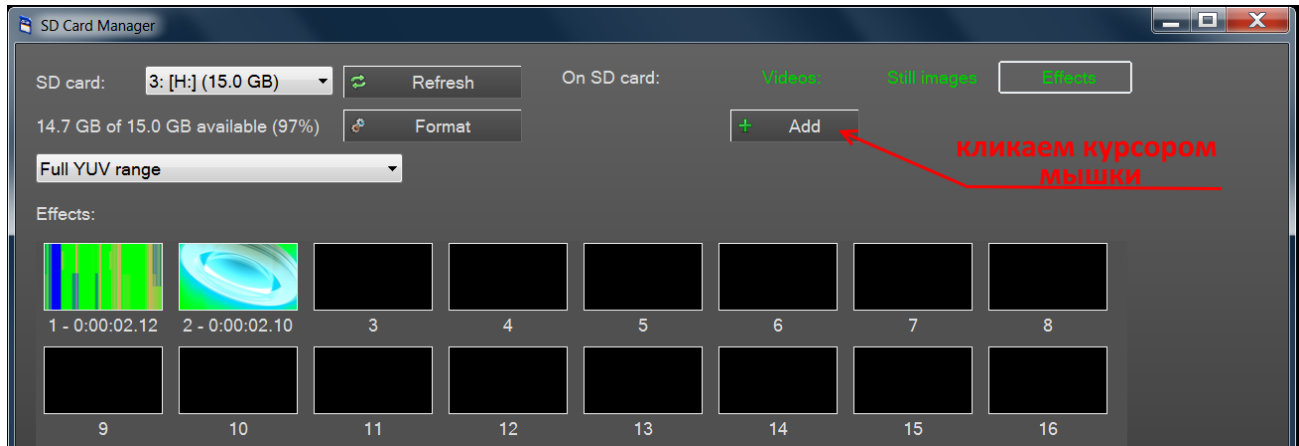 SD Card Manager
SD card: 3: [H:] (15.0 GB) Refresh On SD card: Videos: Still images Effects
14.7 GB of 15.0 GB available (97%) Format Add
кликаем курсором
мышки
Full YUV range
Effects:
1 - 0:00:02.12 2 - 0:00:02.10 3 4 5 6 7 8
9 10 11 12 13 14 15 16